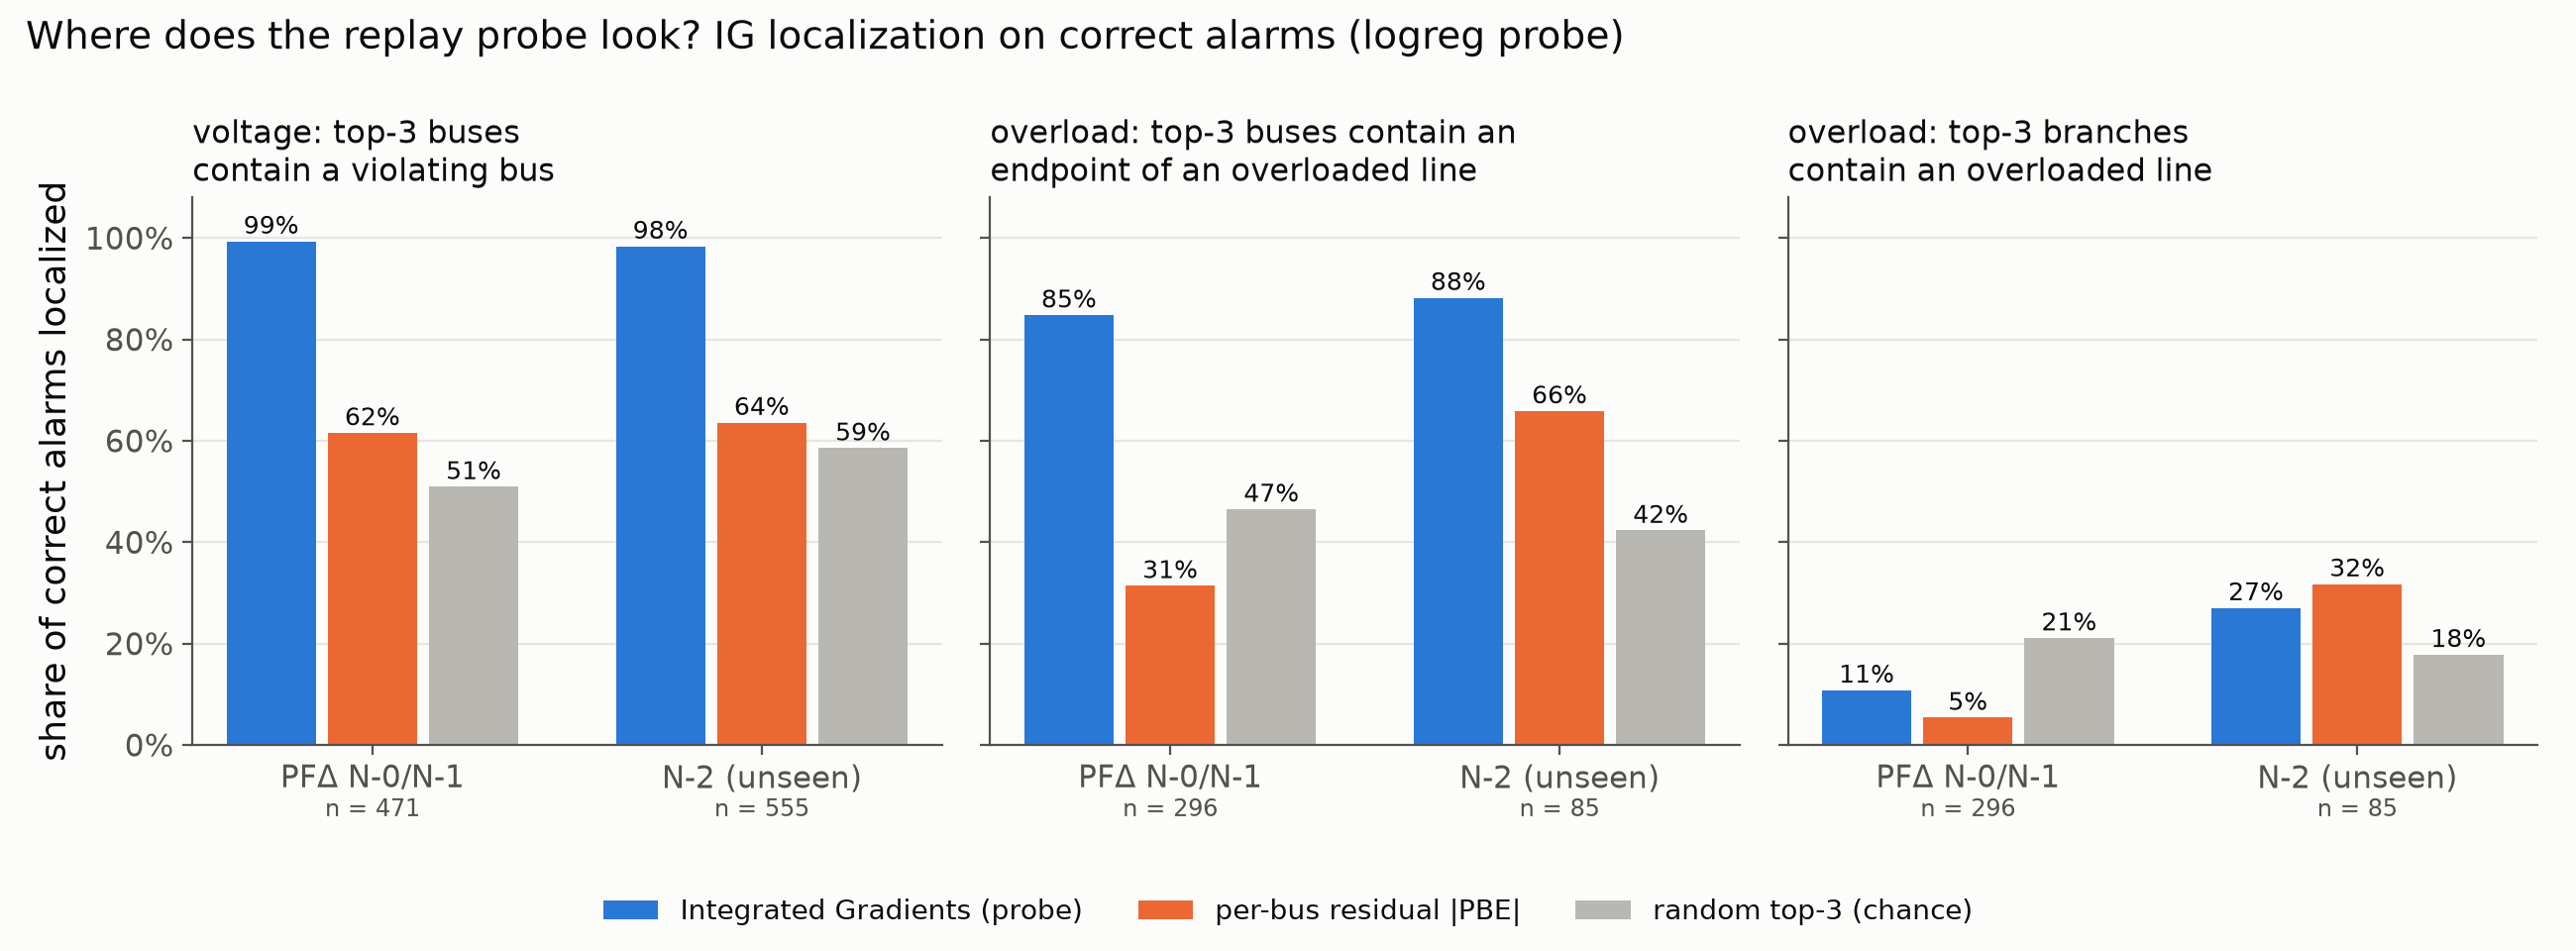 Where does the replay probe look? IG localization on correct alarms (logreg probe)
voltage: top-3 buses
contain a violating bus
overload: top-3 buses contain an
endpoint of an overloaded line
overload: top-3 branches
contain an overloaded line
share of correct alarms localized
100%
80%
60%
40%
20%
0%
99%
62%
51%
98%
64%
59%
85%
31%
47%
88%
66%
42%
11%
5%
21%
27%
32%
18%
PFΔ N-0/N-1
n = 471
N-2 (unseen)
n = 555
PFΔ N-0/N-1
n = 296
N-2 (unseen)
n = 85
PFΔ N-0/N-1
n = 296
N-2 (unseen)
n = 85
Integrated Gradients (probe)
per-bus residual |PBE|
random top-3 (chance)